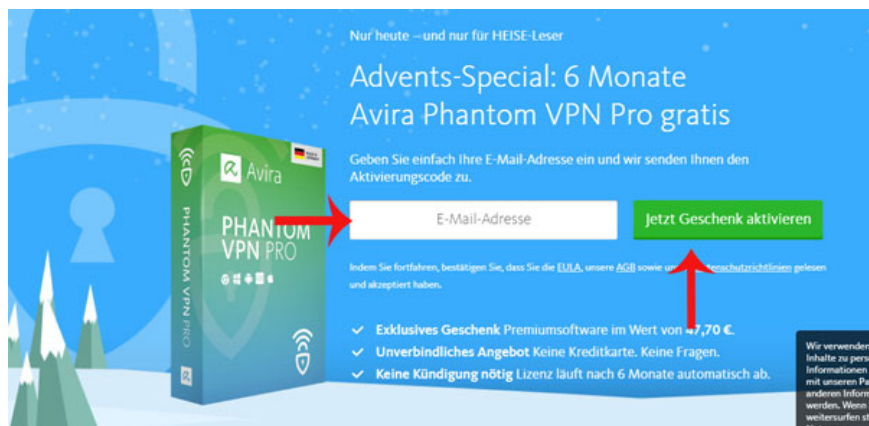 Nur heute – und nur für HEISE-Leser
Advents-Special: 6 Monate
Avira Phantom VPN Pro gratis
Geben Sie einfach Ihre E-Mail-Adresse ein und wir senden Ihnen den
Aktivierungscode zu.
E-Mail-Adresse
Jetzt Geschenk aktivieren
Indem Sie fortfahren, bestätigen Sie, dass Sie die EULA, unsere AGB sowie gelesen
und akzeptiert haben.
✓ Exklusives Geschenk Premiumsoftware im Wert von 47,70 €.
✓ Unverbindliches Angebot Keine Kreditkarte. Keine Fragen.
✓ Keine Kündigung nötig Lizenz läuft nach 6 Monate automatisch ab.
Avira
PHANTOM
VPN PRO
PHANTOM VPN PRO
Wir verwenden
Inhalte zu pers
Informationen
mit unseren Pa
anderen Inform
werden. Wenn
weitersurfen st